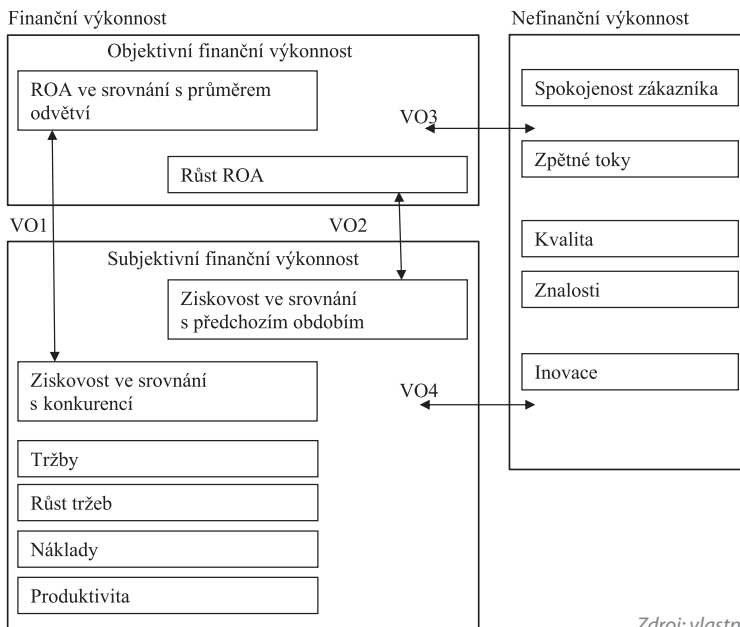 Finanční výkonnost
Objektivní finanční výkonnost
ROA ve srovnání s průměrem
odvětví
Růst ROA
VO1
VO2
VO3
Subjektivní finanční výkonnost
Ziskovost ve srovnání
s předchozím obdobím
Ziskovost ve srovnání
s konkurencí
VO4
Tržby
Růst tržeb
Náklady
Produktivita
Nefinanční výkonnost
Spokojenost zákazníka
Zpětné toky
Kvalita
Znalosti
Inovace
Zdroj: vlastn